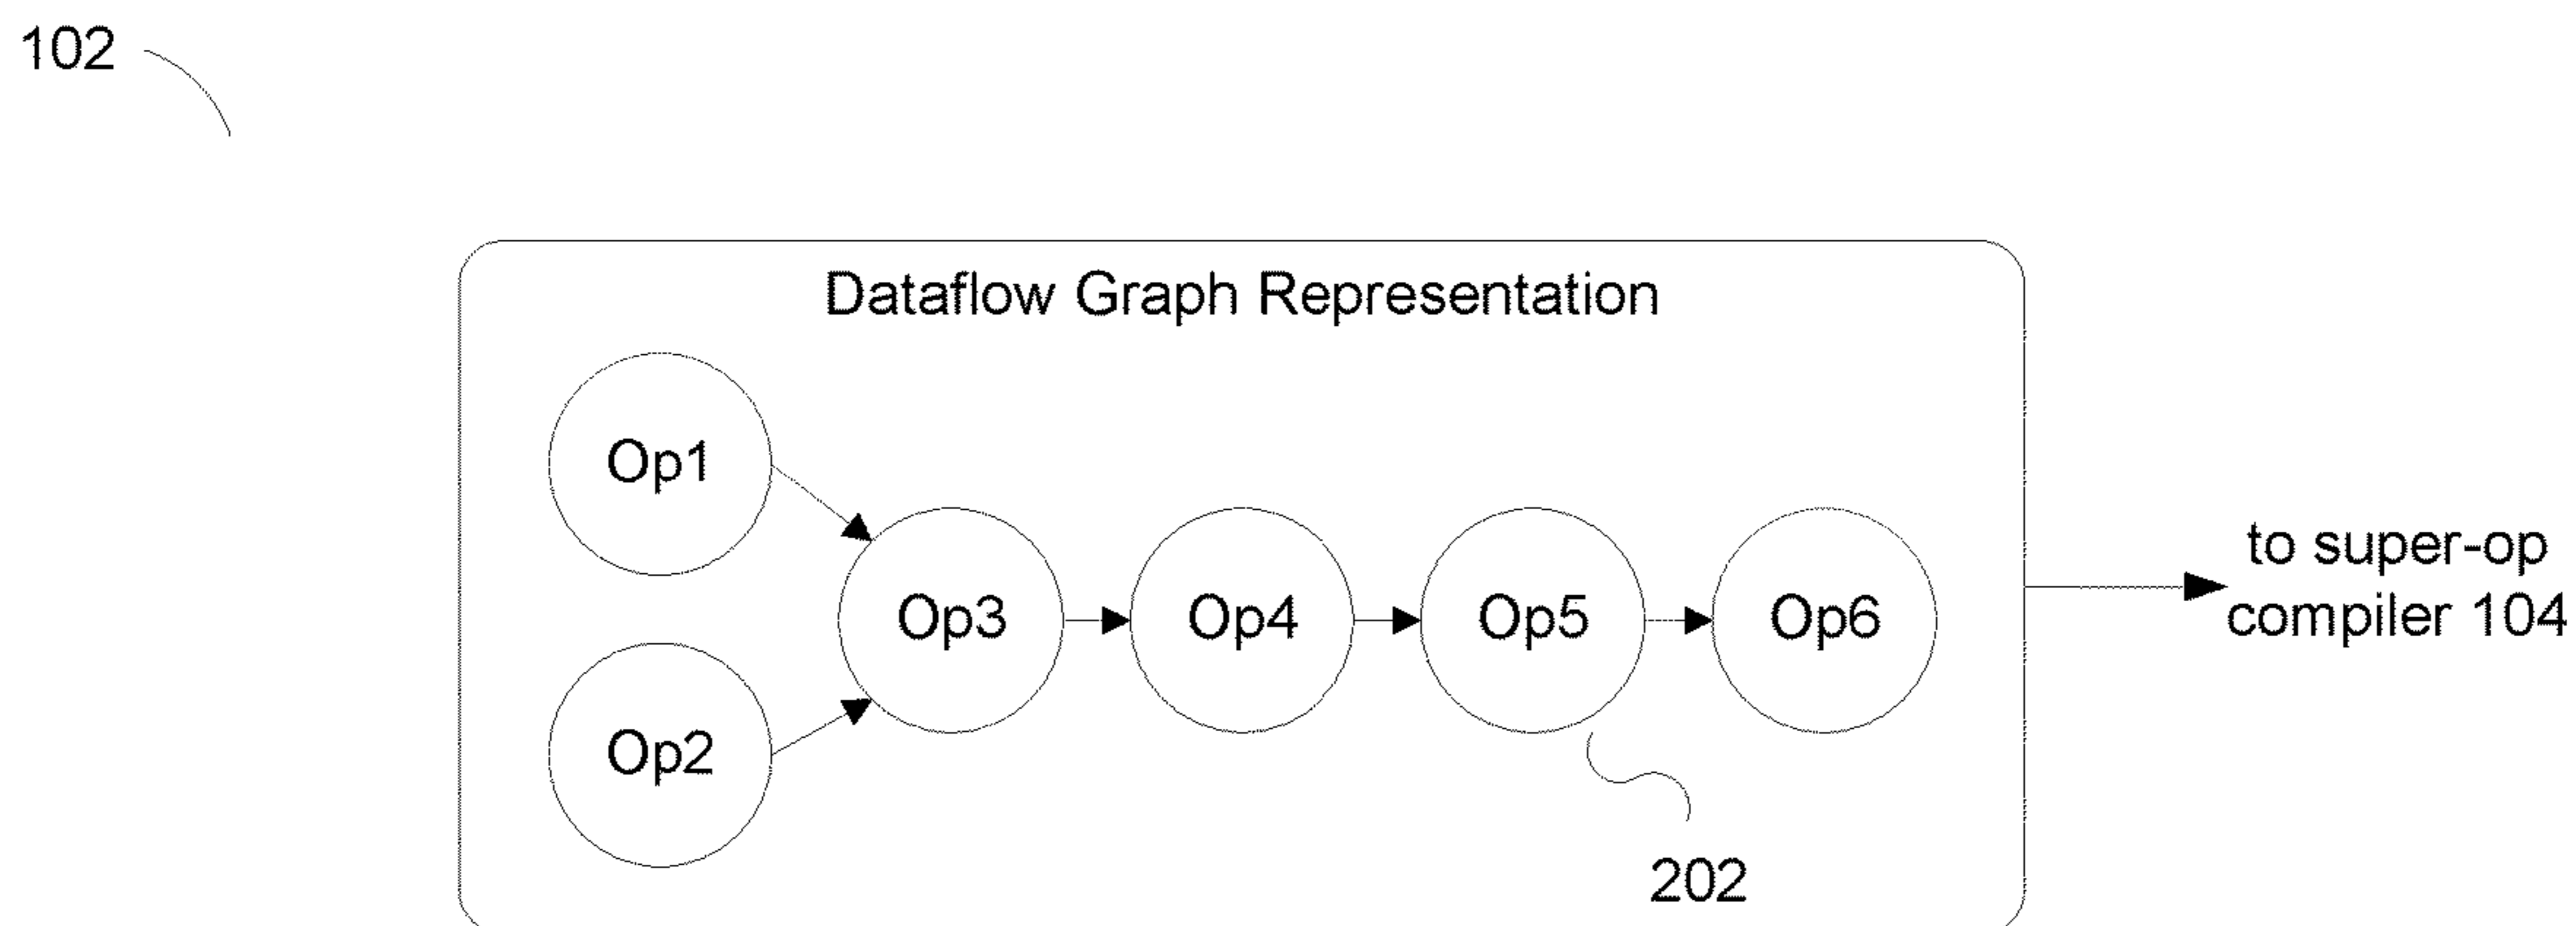 102
Dataflow Graph Representation
Op1
Op2
Op3
Op4
Op5
Op6
202
to super-op
compiler 104